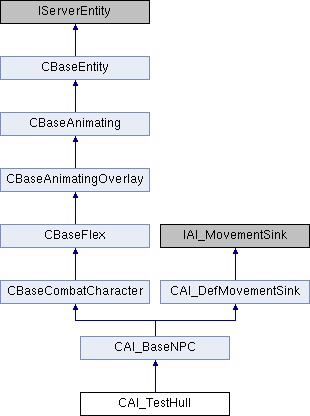 IServerEntity
CBaseEntity
CBaseAnimating
CBaseAnimatingOverlay
CBaseFlex
IAI_MovementSink
CBaseCombatCharacter
CAI_DefMovementSink
CAI_BaseNPC
CAI_TestHull